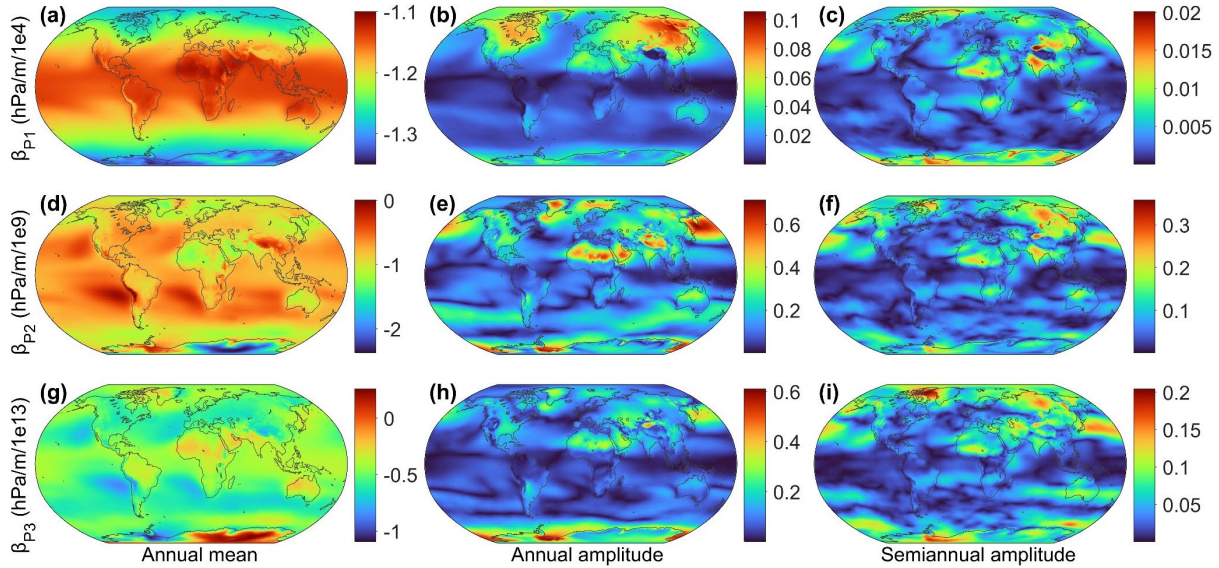 (a)
-1.1
-1.2
-1.3
(b)
0.1
0.08
0.06
0.04
0.02
(c)
0.02
0.015
0.01
0.005
β_P1 (hPa/m/1e4)
(d)
0
-1
-2
(e)
0.6
0.4
0.2
(f)
0.3
0.2
0.1
β_P2 (hPa/m/1e9)
(g)
0
-0.5
-1
(h)
0.6
0.4
0.2
(i)
0.2
0.15
0.1
0.05
β_P3 (hPa/m/1e13)
Annual mean
Annual amplitude
Semiannual amplitude